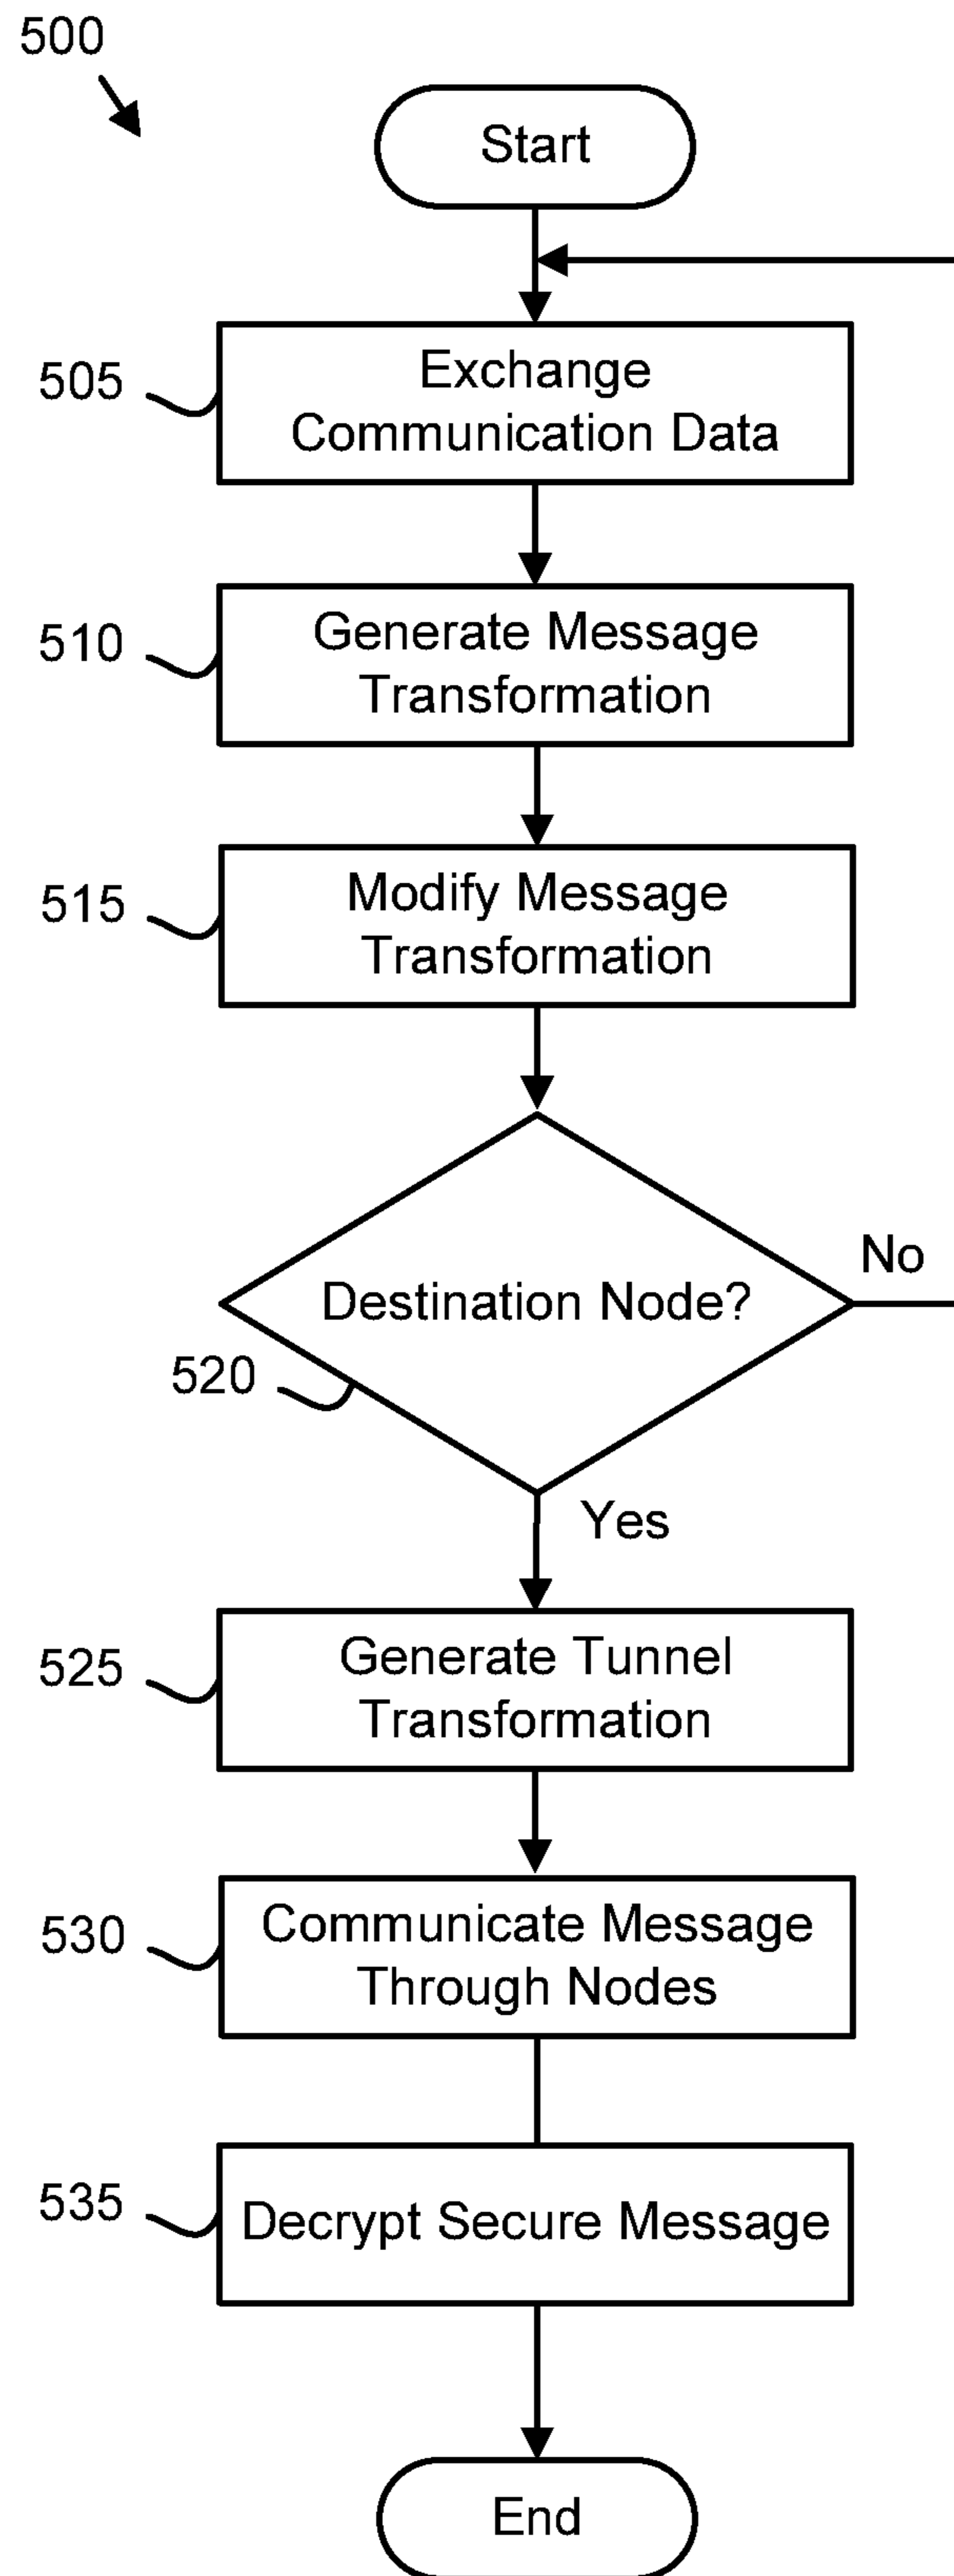 500
Start
505
Exchange
Communication Data
510
Generate Message
Transformation
515
Modify Message
Transformation
Destination Node?
No
520
Yes
525
Generate Tunnel
Transformation
530
Communicate Message
Through Nodes
535
Decrypt Secure Message
End